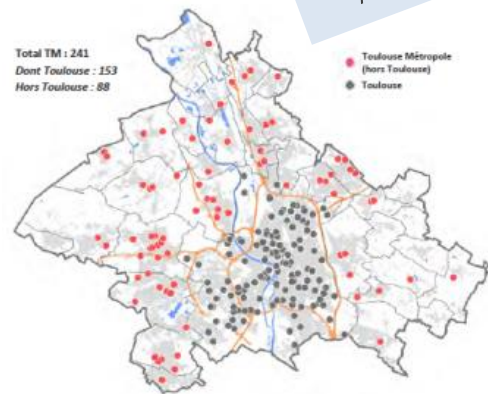 Total TM : 241
Dont Toulouse : 153
Hors Toulouse : 88
Toulouse Métropole
(hors Toulouse)
Toulouse